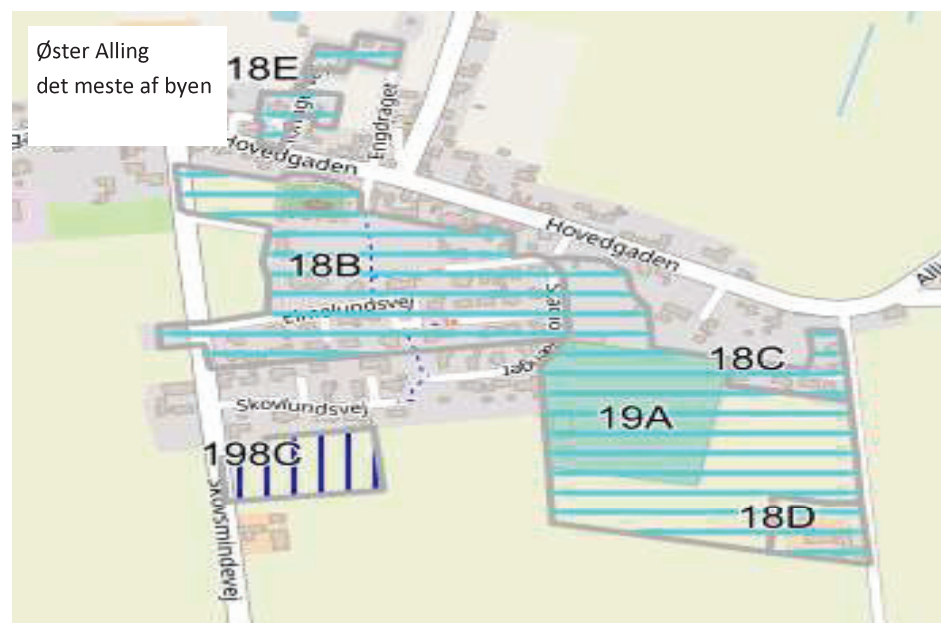 Øster Alling
det meste af byen
18E
Engdraget
Hovedgaden
Hovedgaden
18B
18C
19A
Skovlundsvej
198C
18D
Skovsmindevej